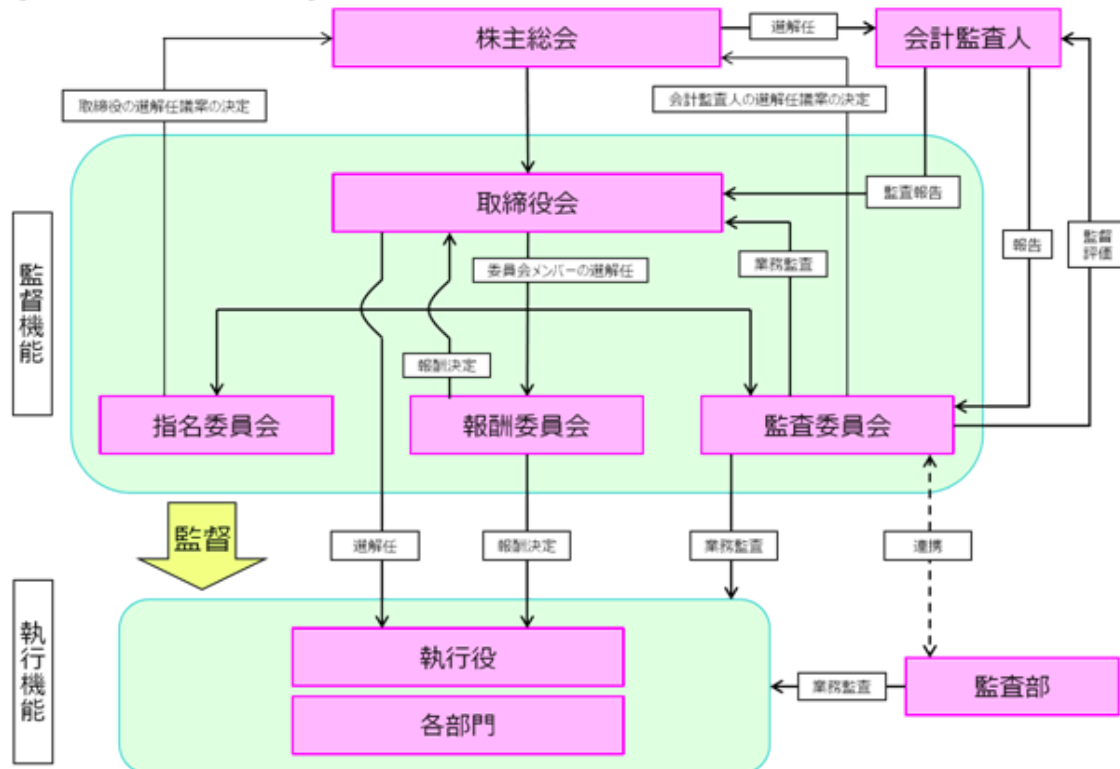 株主総会
選解任
会計監査人
取締役の選解任議案の決定
会計監査人の選解任議案の決定
取締役会
監査報告
監督機能
委員会メンバーの選解任
業務監査
報告
監督
評価
報酬決定
指名委員会
報酬委員会
監査委員会
監督
選解任
報酬決定
業務監査
連携
執行機能
執行役
業務監査
監査部
各部門